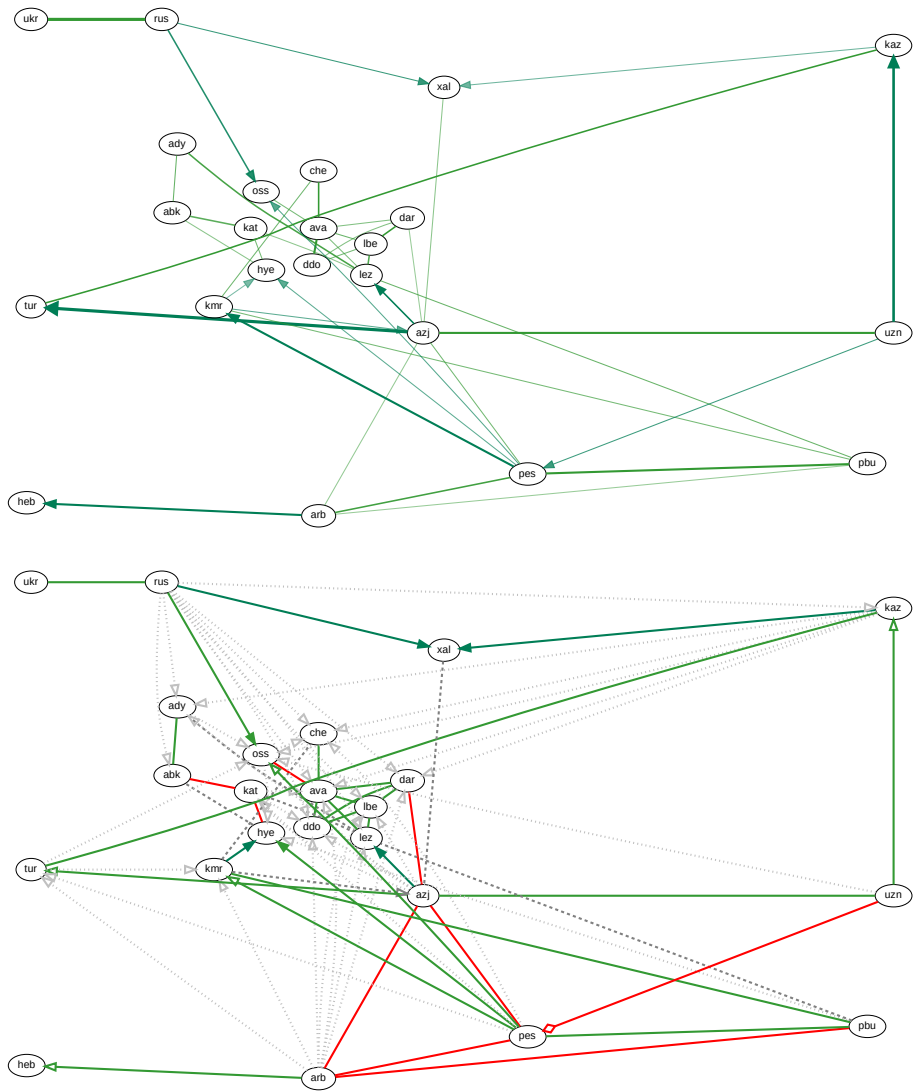 ukr
rus
kaz
xal
ady
che
oss
abk
dar
kat
ava
lbe
ddo
hye
lez
tur
kmr
azj
uzn
pes
pbu
heb
arb
ukr
rus
kaz
xal
ady
che
oss
abk
dar
kat
ava
lbe
ddo
hye
lez
tur
kmr
azj
uzn
pes
pbu
heb
arb